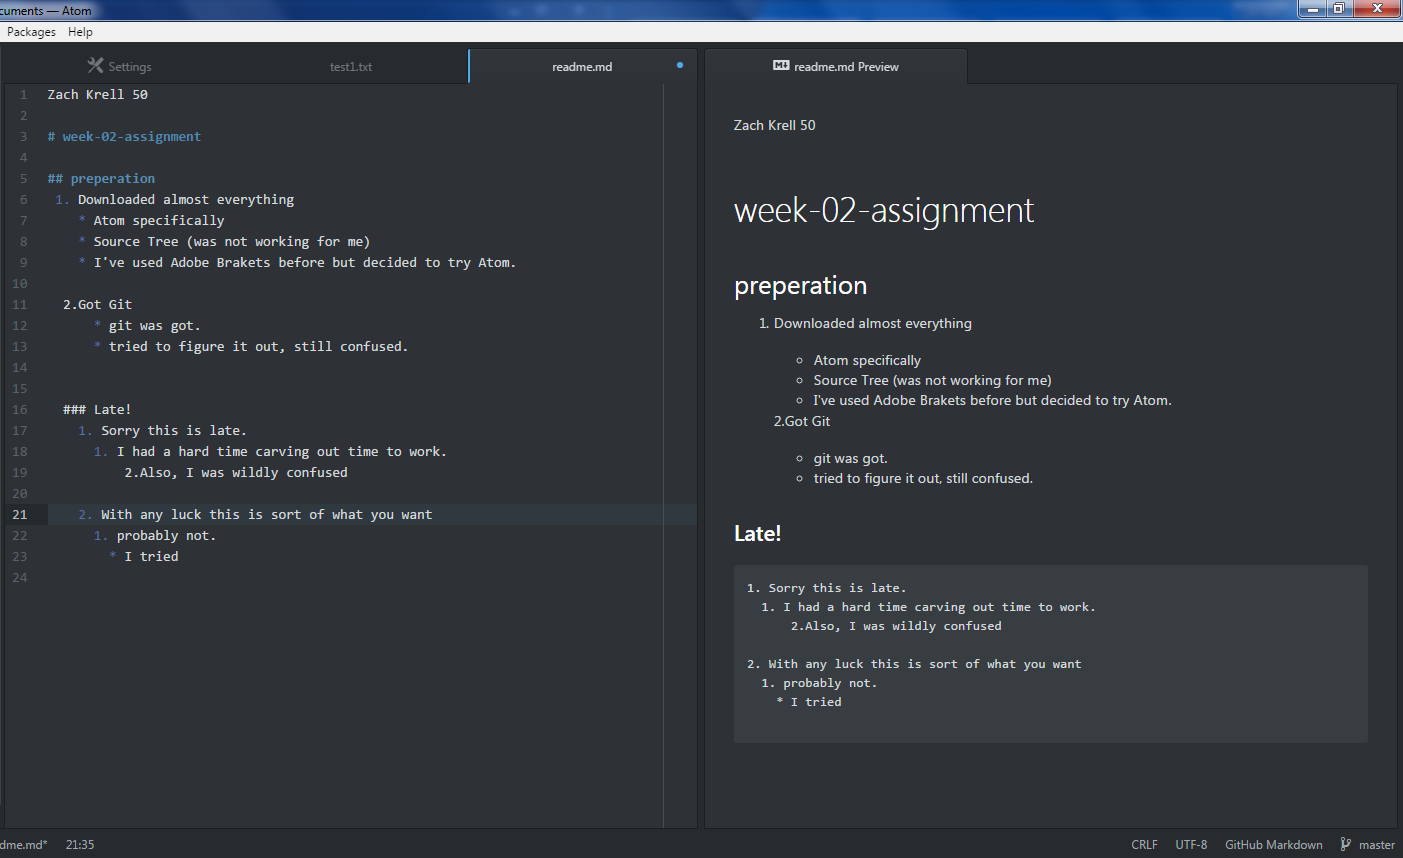 cuments — Atom
Packages Help
Settings test1.txt readme.md readme.md Preview
1 Zach Krell 50
2
3 # week-02-assignment
4
5 ## preperation
6 1. Downloaded almost everything
7 * Atom specifically
8 * Source Tree (was not working for me)
9 * I've used Adobe Brakets before but decided to try Atom.
10
11 2.Got Git
12 * git was got.
13 * tried to figure it out, still confused.
14
15
16 ### Late!
17 1. Sorry this is late.
18 1. I had a hard time carving out time to work.
19 2.Also, I was wildly confused
20
21 2. With any luck this is sort of what you want
22 1. probably not.
23 * I tried
24
Zach Krell 50
week-02-assignment
preperation
1. Downloaded almost everything
Atom specifically
Source Tree (was not working for me)
I've used Adobe Brakets before but decided to try Atom.
2.Got Git
git was got.
tried to figure it out, still confused.
Late!
1. Sorry this is late.
1. I had a hard time carving out time to work.
2.Also, I was wildly confused
2. With any luck this is sort of what you want
1. probably not.
* I tried
dme.md* 21:35 CRLF UTF-8 GitHub Markdown master